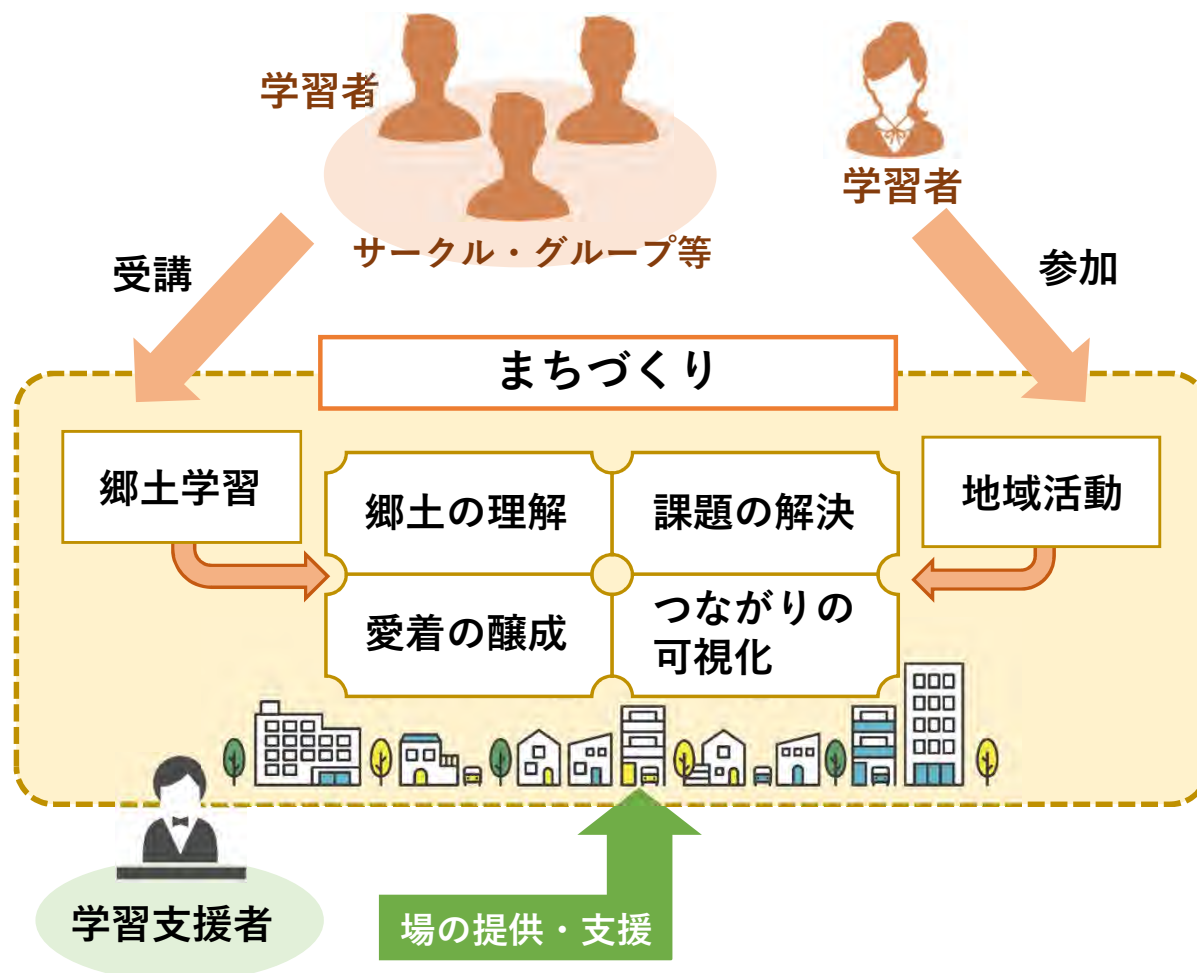 学習者
サークル・グループ等
学習者
受講
参加
まちづくり
郷土学習
郷土の理解
課題の解決
地域活動
愛着の醸成
つながりの
可視化
学習支援者
場の提供・支援